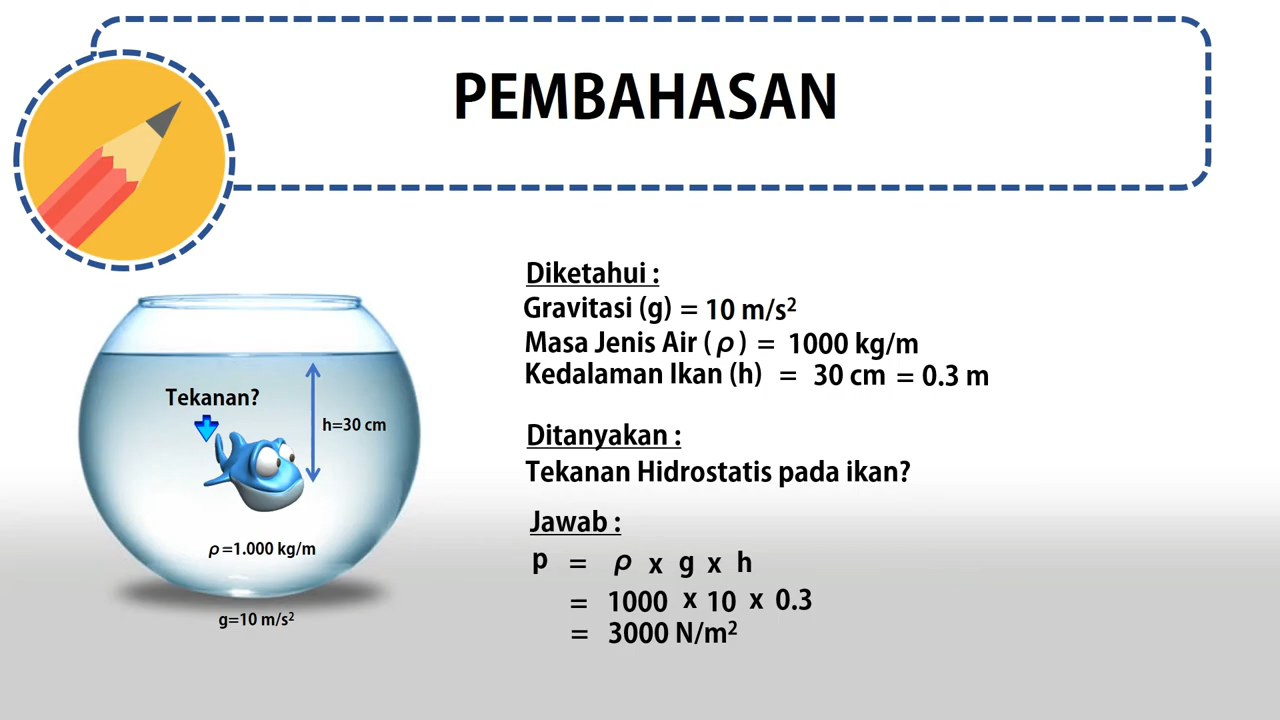 PEMBAHASAN
Tekanan?
h=30 cm
ρ=1.000 kg/m
g=10 m/s²
Diketahui :
Gravitasi (g) = 10 m/s²
Masa Jenis Air (ρ) = 1000 kg/m
Kedalaman Ikan (h) = 30 cm = 0.3 m
Ditanyakan :
Tekanan Hidrostatis pada ikan?
Jawab :
p = ρ x g x h
= 1000 x 10 x 0.3
= 3000 N/m²